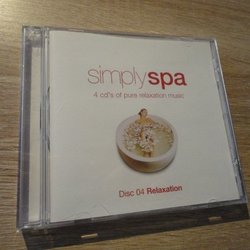 simplyspa
4 cd's of pure relaxation music
Disc 04 Relaxation